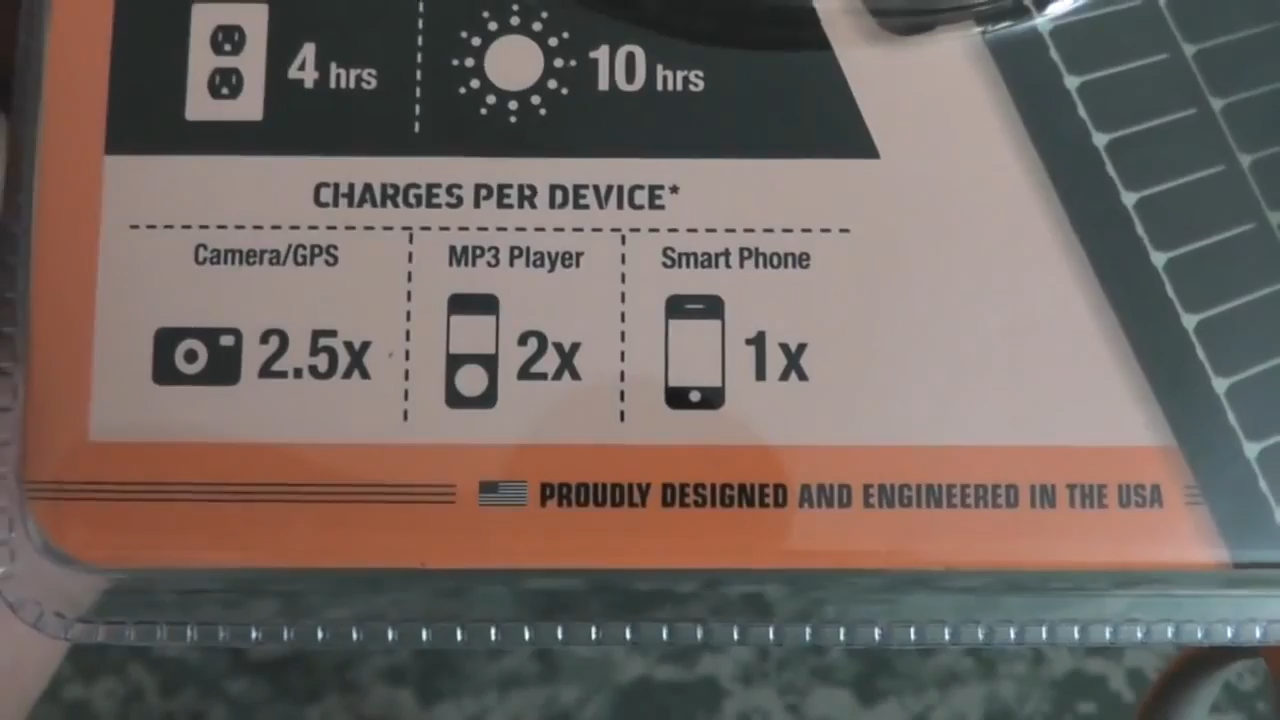 4 hrs 10 hrs
CHARGES PER DEVICE*
Camera/GPS MP3 Player Smart Phone
2.5x 2x 1x
PROUDLY DESIGNED AND ENGINEERED IN THE USA